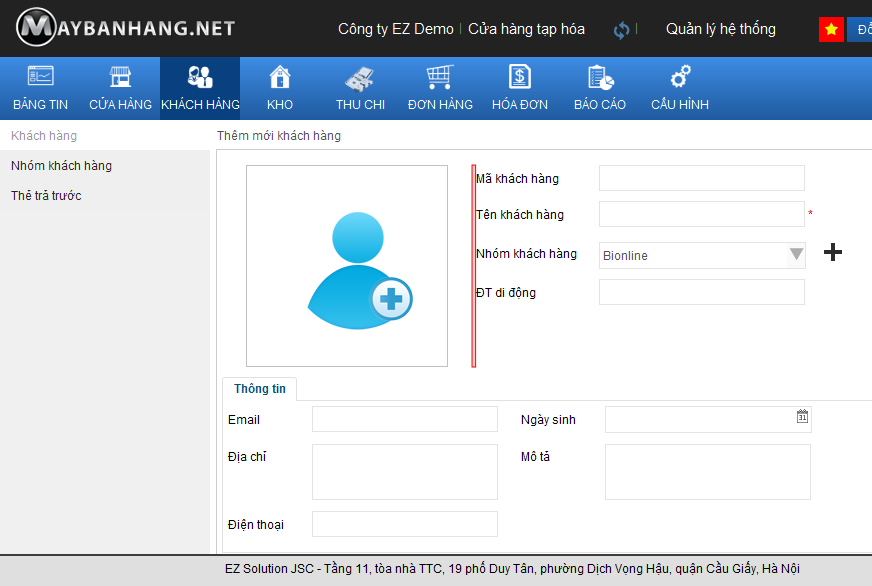 MAYBANHANG.NET
Công ty EZ Demo | Cửa hàng tạp hóa | Quản lý hệ thống
BẢNG TIN CỬA HÀNG KHÁCH HÀNG KHO THU CHI ĐƠN HÀNG HÓA ĐƠN BÁO CÁO CẤU HÌNH
Khách hàng
Nhóm khách hàng
Thẻ trả trước
Thêm mới khách hàng
Mã khách hàng
Tên khách hàng *
Nhóm khách hàng Bionline
ĐT di động
Thông tin
Email Ngày sinh 31
Địa chỉ Mô tả
Điện thoại
EZ Solution JSC - Tầng 11, tòa nhà TTC, 19 phố Duy Tân, phường Dịch Vọng Hậu, quận Cầu Giấy, Hà Nội